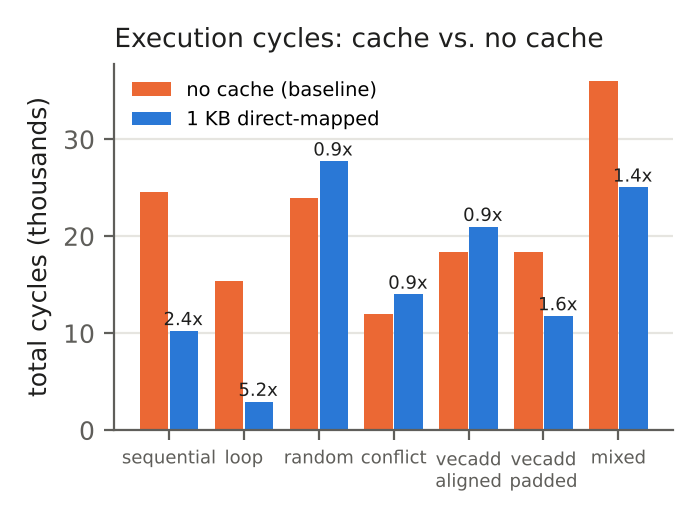 Execution cycles: cache vs. no cache
total cycles (thousands)
no cache (baseline)
1 KB direct-mapped
30
20
10
0
2.4x
5.2x
0.9x
0.9x
0.9x
1.6x
1.4x
sequential
loop
random
conflict
vecadd
aligned
vecadd
padded
mixed